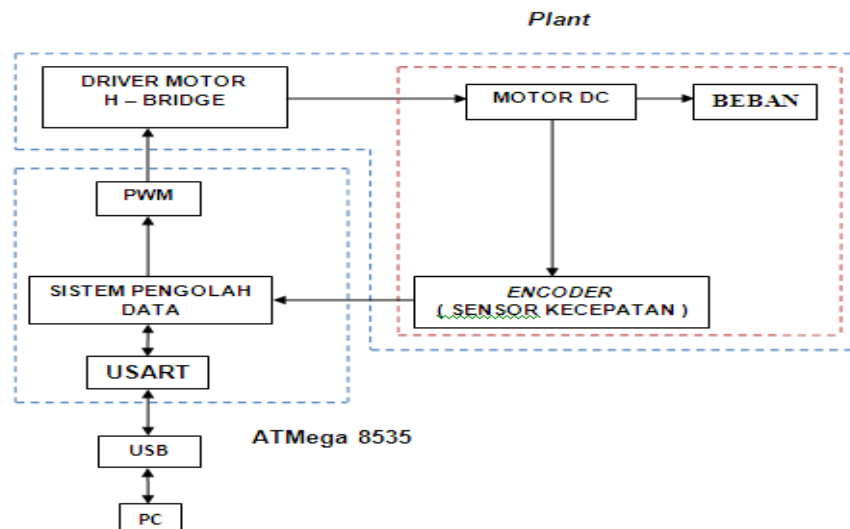 Plant
DRIVER MOTOR
H – BRIDGE
MOTOR DC
BEBAN
PWM
SISTEM PENGOLAH
DATA
ENCODER
( SENSOR KECEPATAN )
USART
ATMega 8535
USB
PC